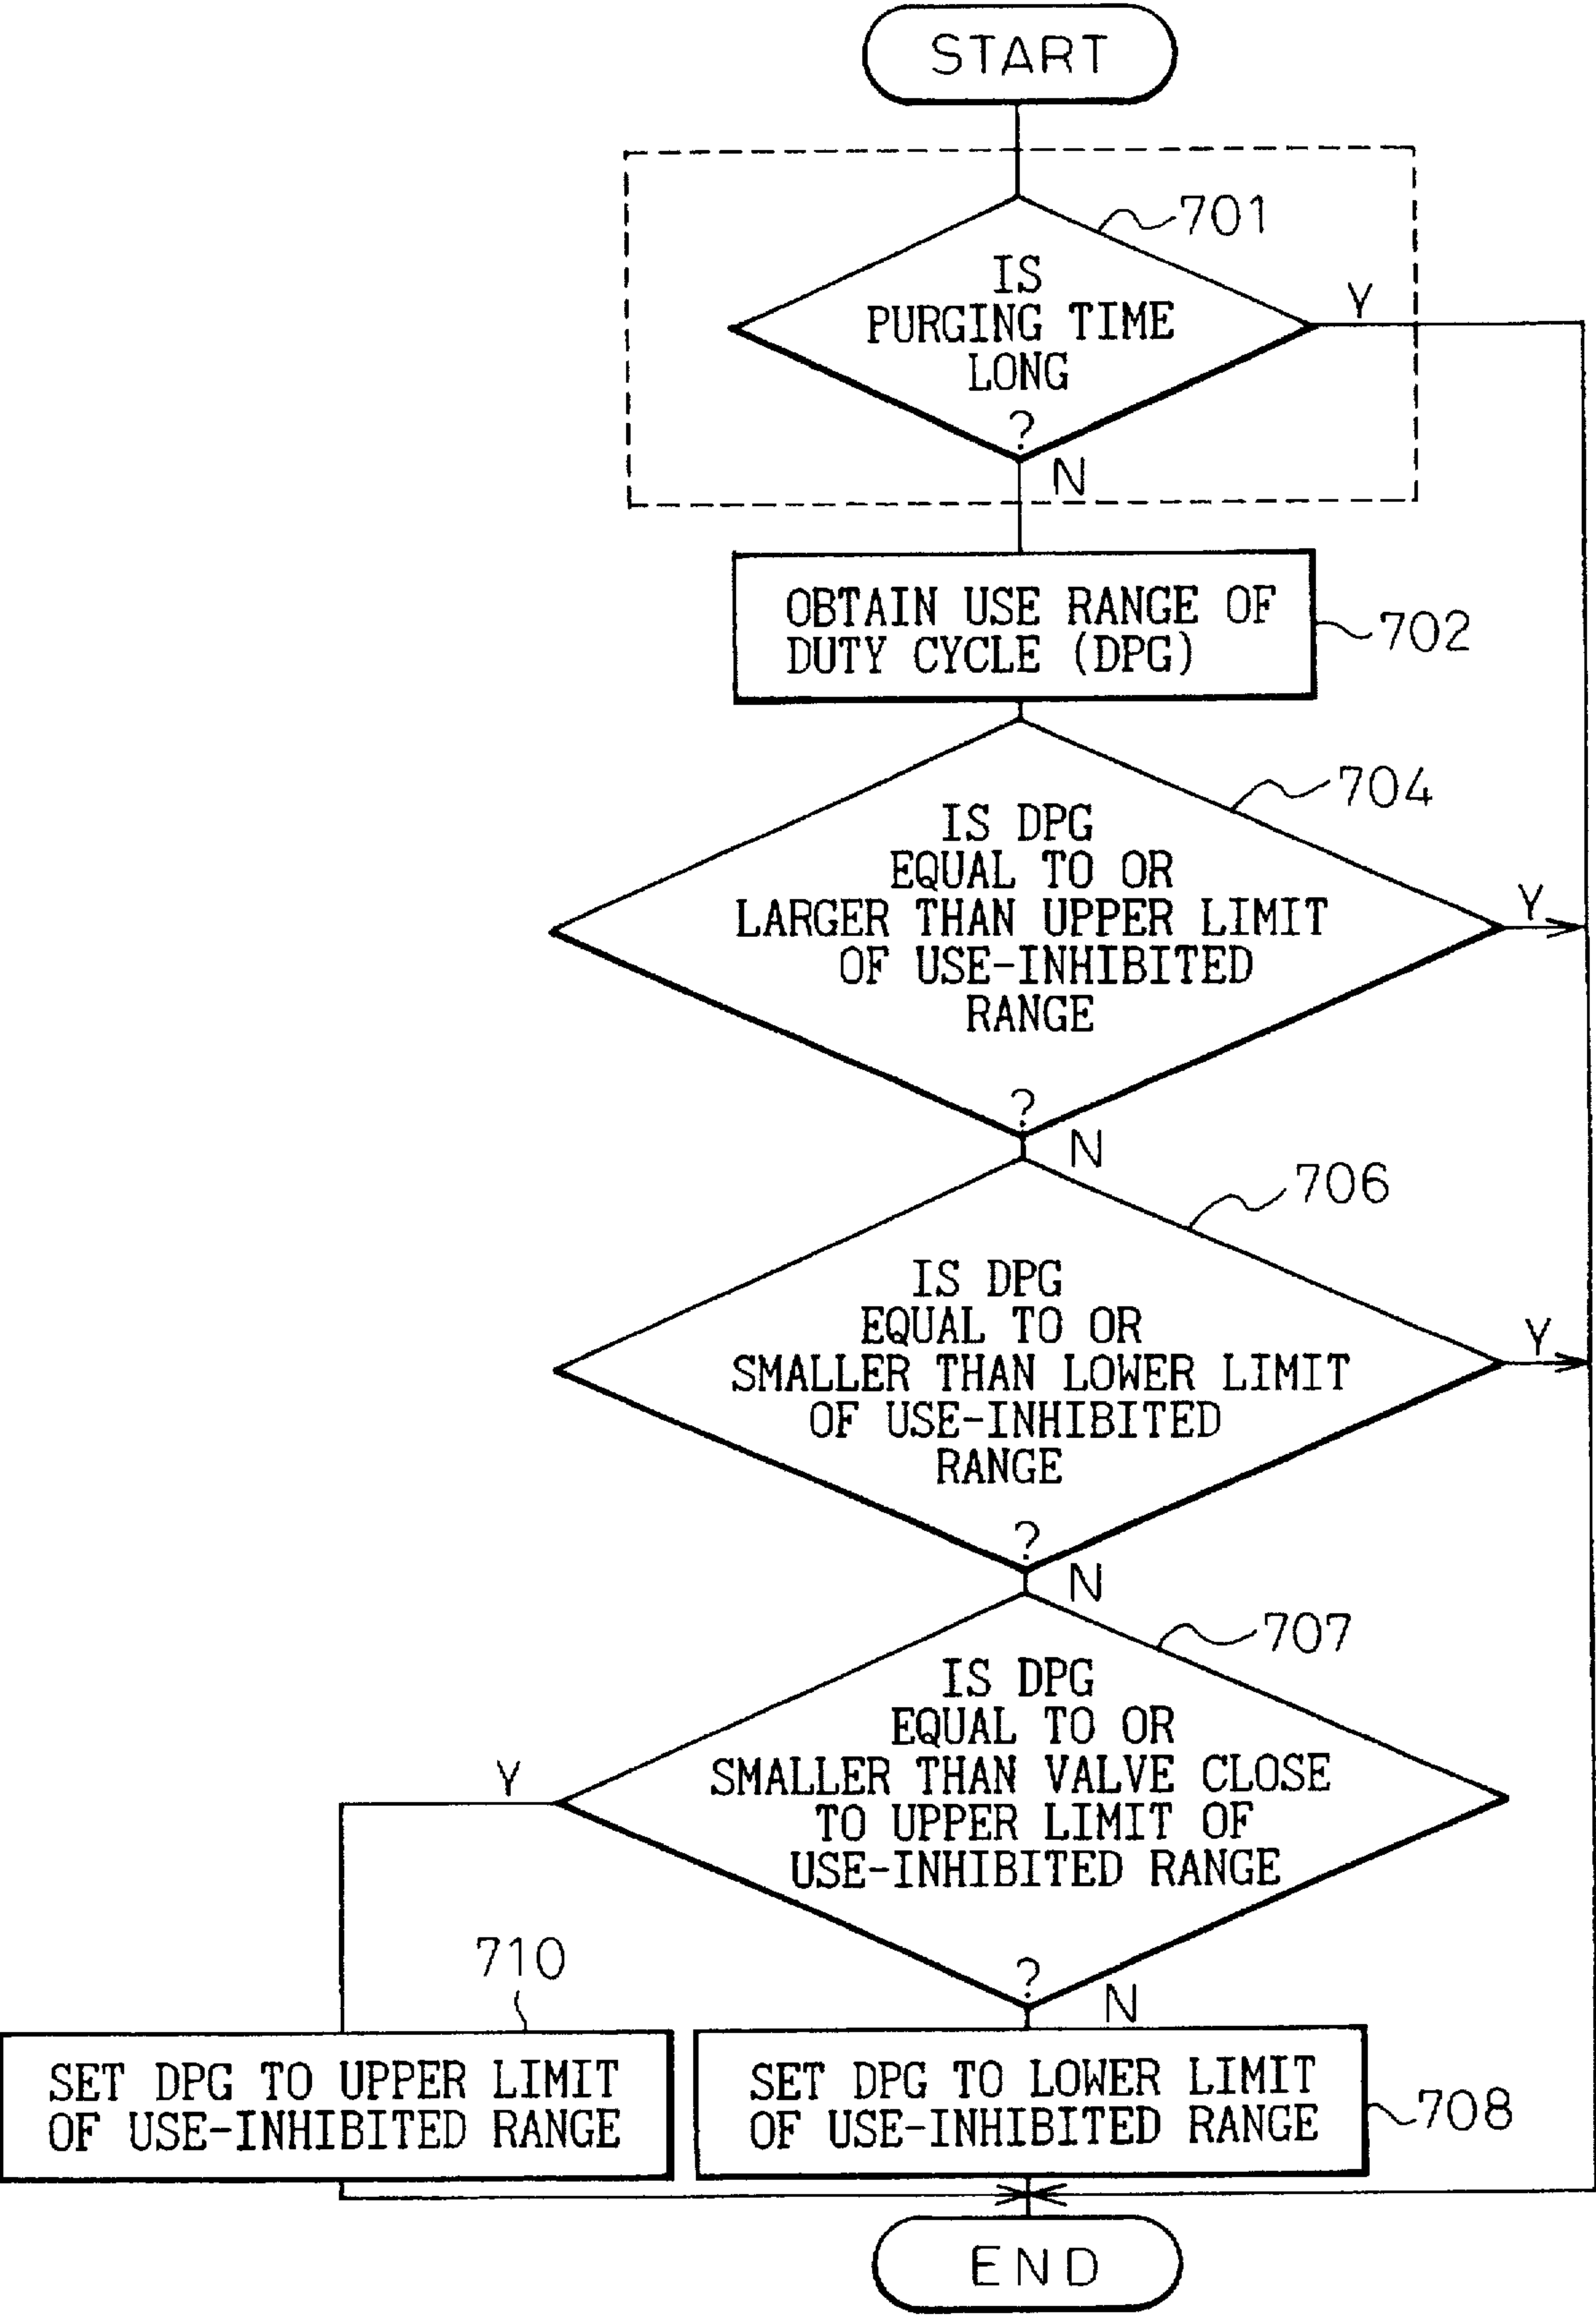 START
701
IS
PURGING TIME
LONG
?
Y
N
OBTAIN USE RANGE OF
DUTY CYCLE (DPG)
702
704
IS DPG
EQUAL TO OR
LARGER THAN UPPER LIMIT
OF USE-INHIBITED
RANGE
?
Y
N
706
IS DPG
EQUAL TO OR
SMALLER THAN LOWER LIMIT
OF USE-INHIBITED
RANGE
?
Y
N
707
IS DPG
EQUAL TO OR
SMALLER THAN VALVE CLOSE
TO UPPER LIMIT OF
USE-INHIBITED RANGE
?
Y
N
710
SET DPG TO UPPER LIMIT
OF USE-INHIBITED RANGE
SET DPG TO LOWER LIMIT
OF USE-INHIBITED RANGE
708
END